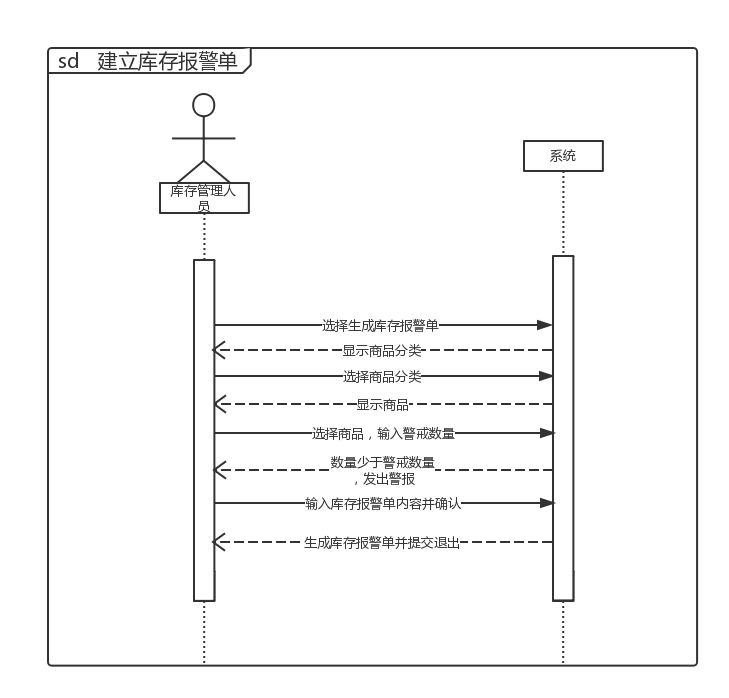 sd 建立库存报警单
系统
库存管理人
员
选择生成库存报警单
显示商品分类
选择商品分类
显示商品
选择商品，输入警戒数量
数量少于警戒数量
，发出警报
输入库存报警单内容并确认
生成库存报警单并提交退出